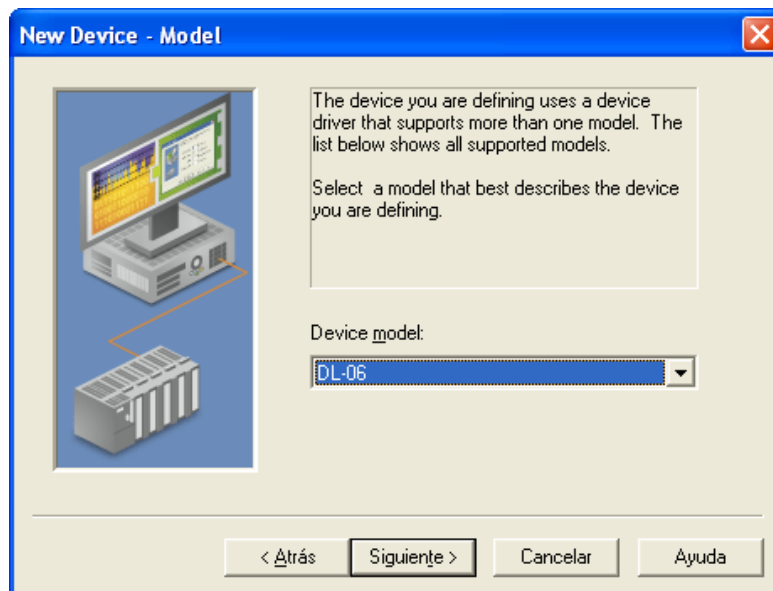 New Device - Model
The device you are defining uses a device
driver that supports more than one model. The
list below shows all supported models.
Select a model that best describes the device
you are defining.
Device model:
DL-06
< Atrás
Siguiente >
Cancelar
Ayuda